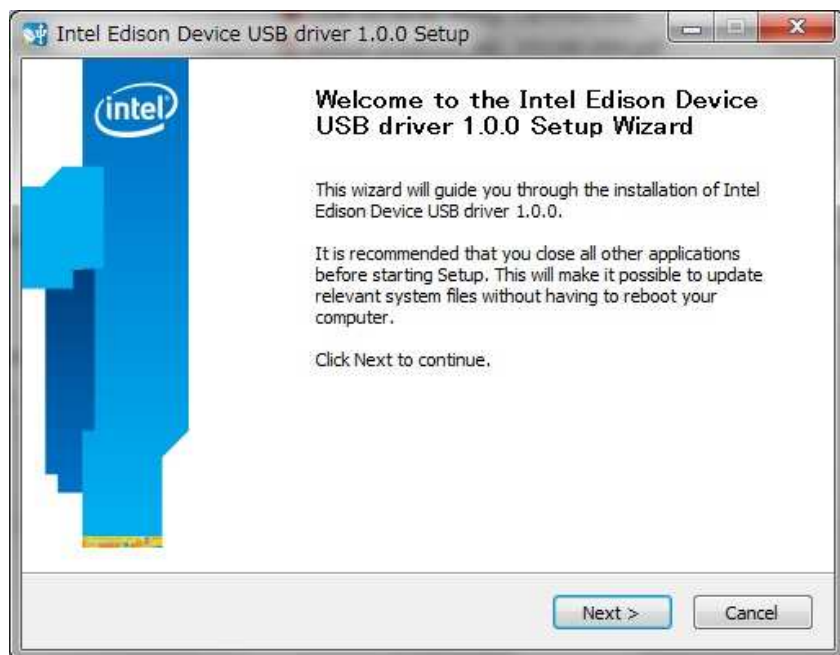 Intel Edison Device USB driver 1.0.0 Setup
intel
Welcome to the Intel Edison Device
USB driver 1.0.0 Setup Wizard
This wizard will guide you through the installation of Intel
Edison Device USB driver 1.0.0.
It is recommended that you close all other applications
before starting Setup. This will make it possible to update
relevant system files without having to reboot your
computer.
Click Next to continue.
Next >
Cancel